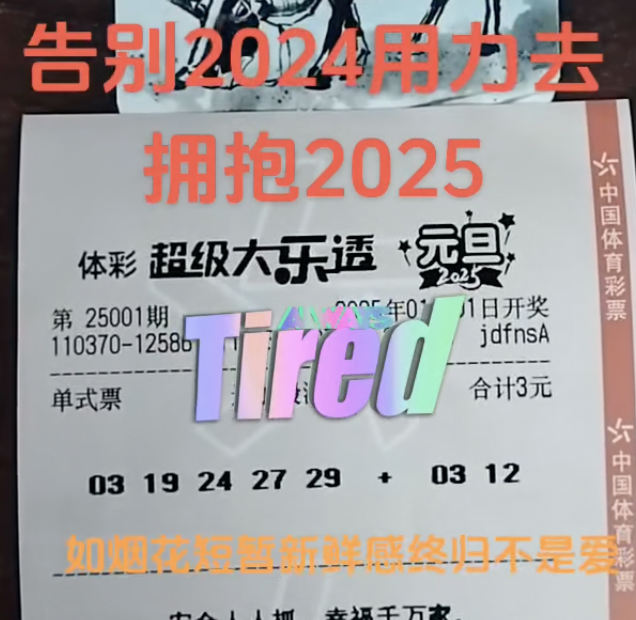 告别2024用力去
拥抱2025
体彩 超级大乐透 元旦
2025
中国体育彩票
第 25001期 2025年01 01日开奖
110370-12586 jdfnsA
ALWAYS
Tired
单式票 合计3元
03 19 24 27 29 + 03 12
中国体育彩票
如烟花短暂新鲜感终归不是爱
安全人人抓，幸福千万家。